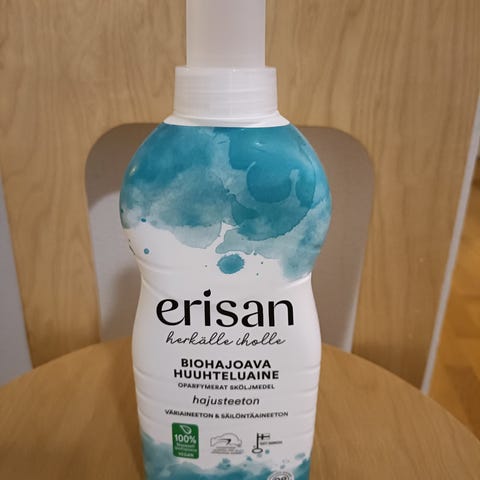 erisan
herkälle iholle
BIOHAJOAVA
HUUHTELUAINE
OPARFYMERAT SKÖLJMEDEL
hajusteeton
VÄRIAINEETON & SÄILÖNTÄAINEETON
100%
VEGAN